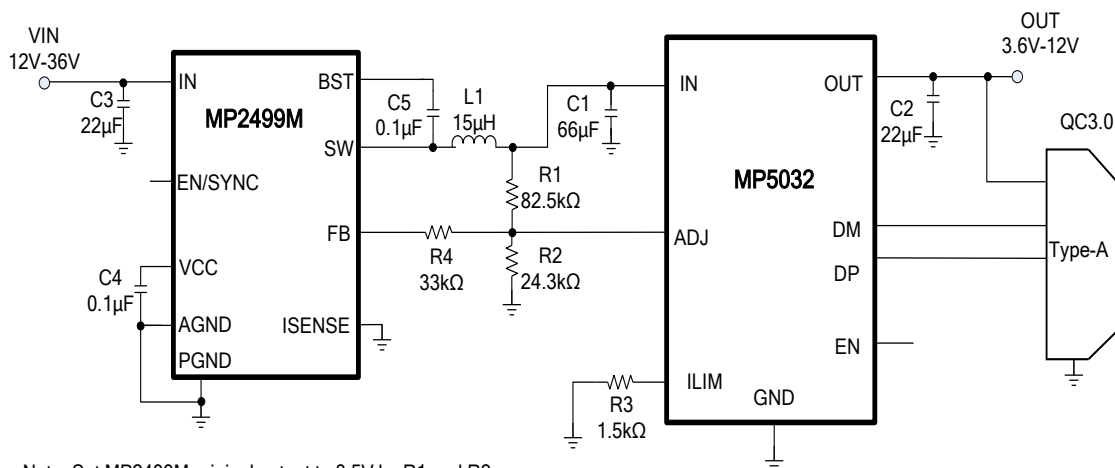 VIN
12V-36V
C3
22µF
IN
BST
MP2499M
EN/SYNC
SW
FB
VCC
C4
0.1µF
AGND
ISENSE
PGND
C5
0.1µF
L1
15µH
R1
82.5kΩ
R4
33kΩ
R2
24.3kΩ
C1
66µF
IN
OUT
MP5032
ADJ
DM
DP
EN
ILIM
GND
R3
1.5kΩ
OUT
3.6V-12V
C2
22µF
QC3.0
Type-A